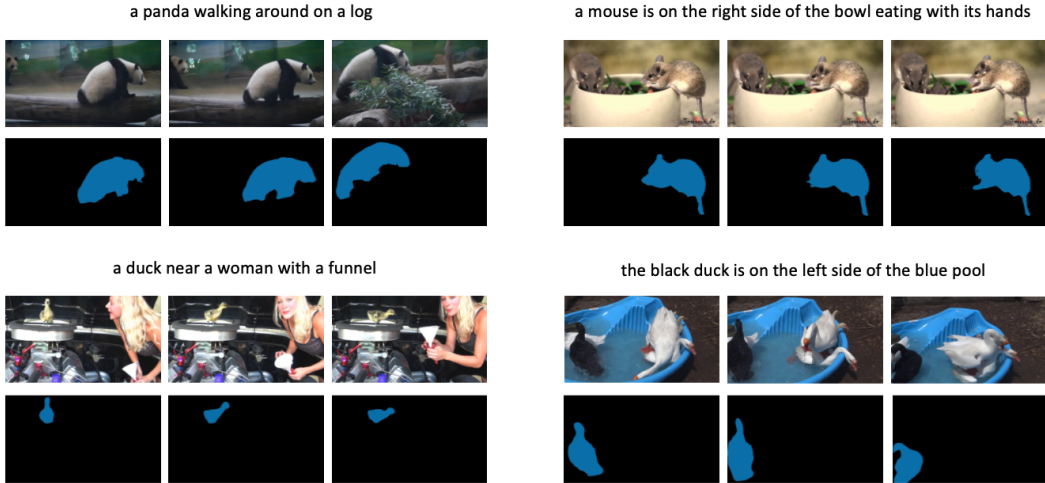 a panda walking around on a log
a mouse is on the right side of the bowl eating with its hands
a duck near a woman with a funnel
the black duck is on the left side of the blue pool